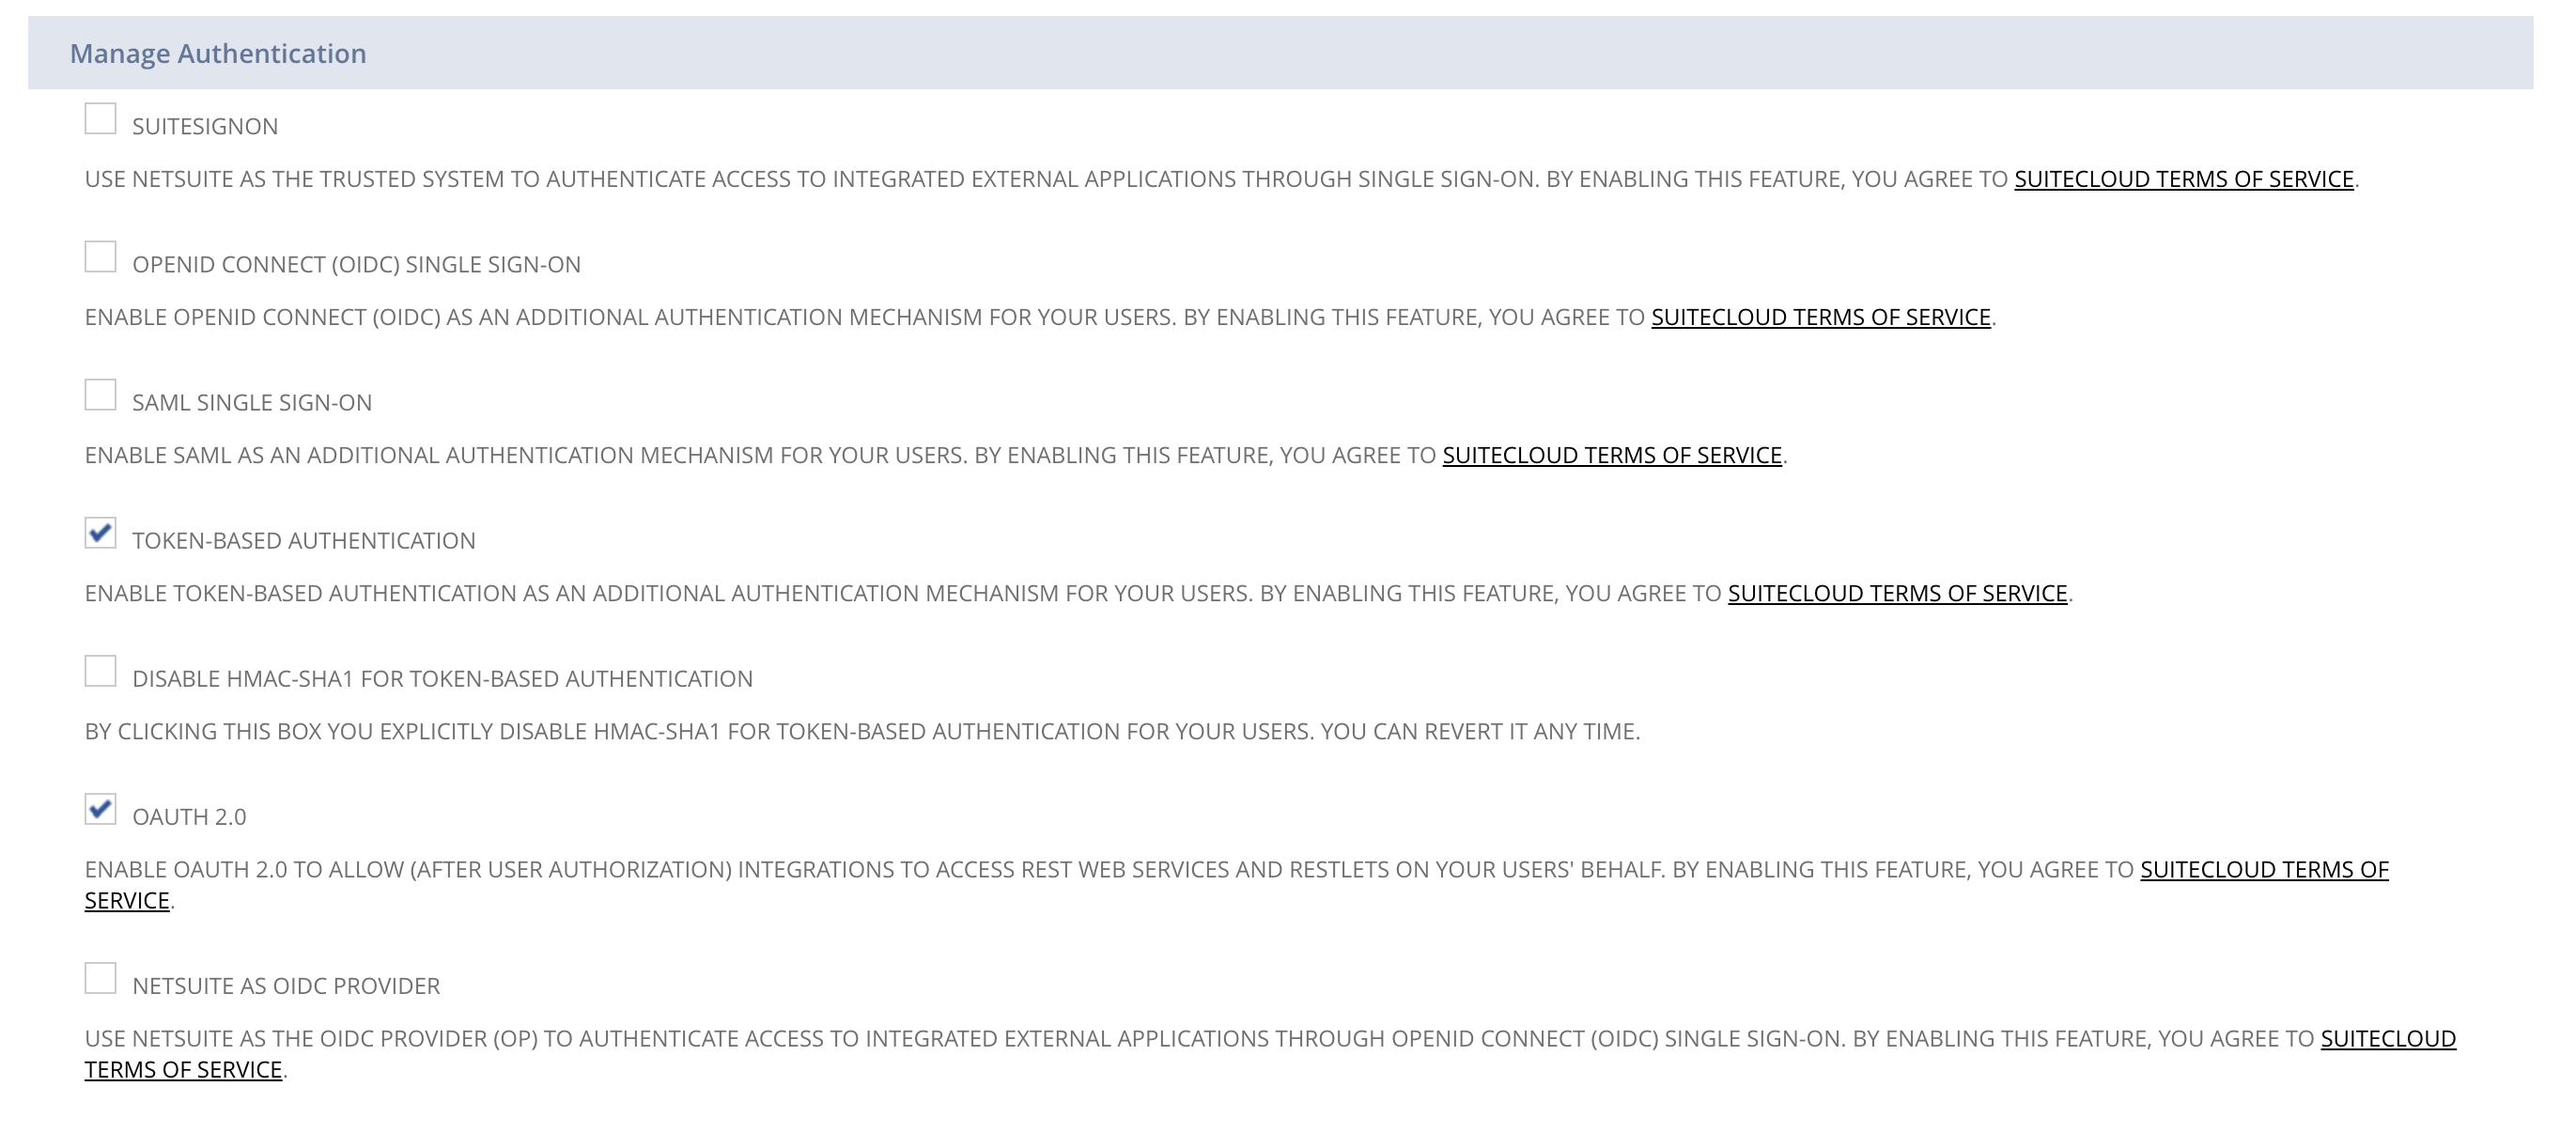 Manage Authentication
SUITESIGNON
USE NETSUITE AS THE TRUSTED SYSTEM TO AUTHENTICATE ACCESS TO INTEGRATED EXTERNAL APPLICATIONS THROUGH SINGLE SIGN-ON. BY ENABLING THIS FEATURE, YOU AGREE TO SUITECLOUD TERMS OF SERVICE.
OPENID CONNECT (OIDC) SINGLE SIGN-ON
ENABLE OPENID CONNECT (OIDC) AS AN ADDITIONAL AUTHENTICATION MECHANISM FOR YOUR USERS. BY ENABLING THIS FEATURE, YOU AGREE TO SUITECLOUD TERMS OF SERVICE.
SAML SINGLE SIGN-ON
ENABLE SAML AS AN ADDITIONAL AUTHENTICATION MECHANISM FOR YOUR USERS. BY ENABLING THIS FEATURE, YOU AGREE TO SUITECLOUD TERMS OF SERVICE.
TOKEN-BASED AUTHENTICATION
ENABLE TOKEN-BASED AUTHENTICATION AS AN ADDITIONAL AUTHENTICATION MECHANISM FOR YOUR USERS. BY ENABLING THIS FEATURE, YOU AGREE TO SUITECLOUD TERMS OF SERVICE.
DISABLE HMAC-SHA1 FOR TOKEN-BASED AUTHENTICATION
BY CLICKING THIS BOX YOU EXPLICITLY DISABLE HMAC-SHA1 FOR TOKEN-BASED AUTHENTICATION FOR YOUR USERS. YOU CAN REVERT IT ANY TIME.
OAUTH 2.0
ENABLE OAUTH 2.0 TO ALLOW (AFTER USER AUTHORIZATION) INTEGRATIONS TO ACCESS REST WEB SERVICES AND RESTLETS ON YOUR USERS' BEHALF. BY ENABLING THIS FEATURE, YOU AGREE TO SUITECLOUD TERMS OF
SERVICE.
NETSUITE AS OIDC PROVIDER
USE NETSUITE AS THE OIDC PROVIDER (OP) TO AUTHENTICATE ACCESS TO INTEGRATED EXTERNAL APPLICATIONS THROUGH OPENID CONNECT (OIDC) SINGLE SIGN-ON. BY ENABLING THIS FEATURE, YOU AGREE TO SUITECLOUD
TERMS OF SERVICE.